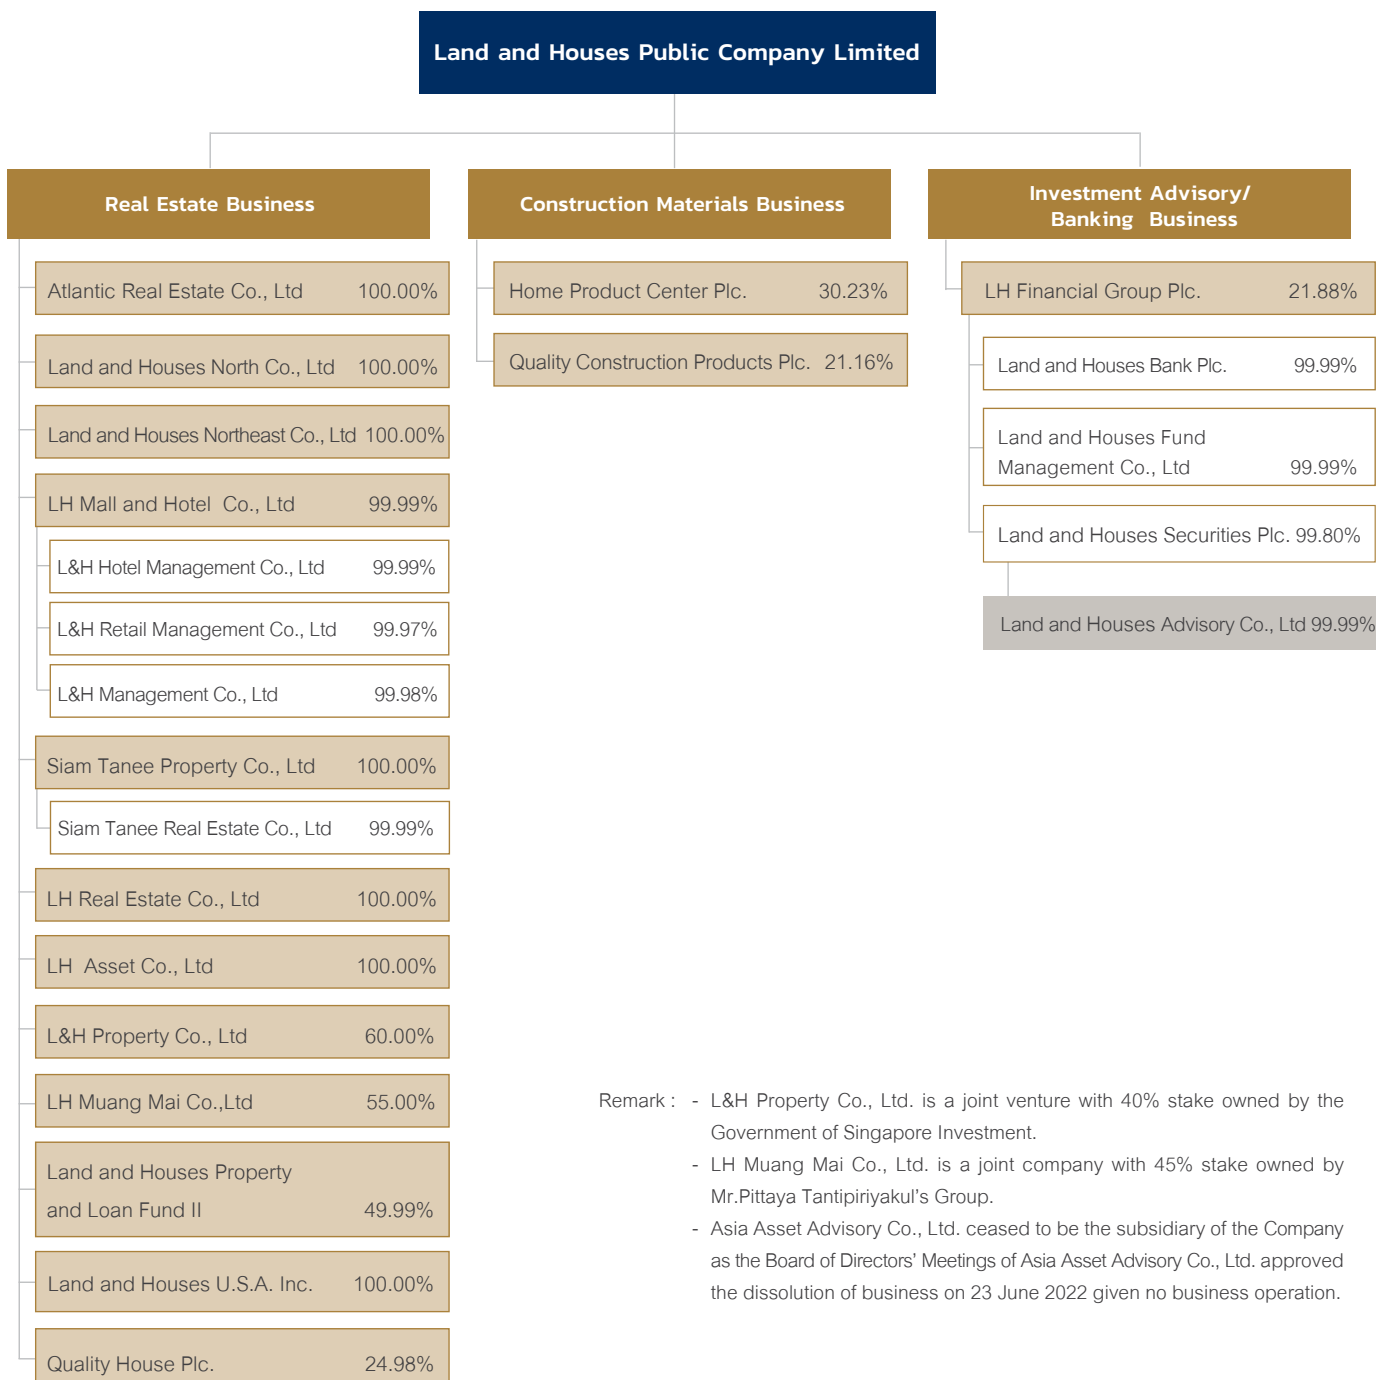 Land and Houses Public Company Limited
Real Estate Business
Atlantic Real Estate Co., Ltd 100.00%
Land and Houses North Co., Ltd 100.00%
Land and Houses Northeast Co., Ltd 100.00%
LH Mall and Hotel Co., Ltd 99.99%
L&H Hotel Management Co., Ltd 99.99%
L&H Retail Management Co., Ltd 99.97%
L&H Management Co., Ltd 99.98%
Siam Tanee Property Co., Ltd 100.00%
Siam Tanee Real Estate Co., Ltd 99.99%
LH Real Estate Co., Ltd 100.00%
LH Asset Co., Ltd 100.00%
L&H Property Co., Ltd 60.00%
LH Muang Mai Co.,Ltd 55.00%
Land and Houses Property
and Loan Fund II 49.99%
Land and Houses U.S.A. Inc. 100.00%
Quality House Plc. 24.98%
Construction Materials Business
Home Product Center Plc. 30.23%
Quality Construction Products Plc. 21.16%
Investment Advisory/
Banking Business
LH Financial Group Plc. 21.88%
Land and Houses Bank Plc. 99.99%
Land and Houses Fund
Management Co., Ltd 99.99%
Land and Houses Securities Plc. 99.80%
Land and Houses Advisory Co., Ltd 99.99%
Remark : - L&H Property Co., Ltd. is a joint venture with 40% stake owned by the
Government of Singapore Investment.
- LH Muang Mai Co., Ltd. is a joint company with 45% stake owned by
Mr.Pittaya Tantipiriyakul's Group.
- Asia Asset Advisory Co., Ltd. ceased to be the subsidiary of the Company
as the Board of Directors' Meetings of Asia Asset Advisory Co., Ltd. approved
the dissolution of business on 23 June 2022 given no business operation.